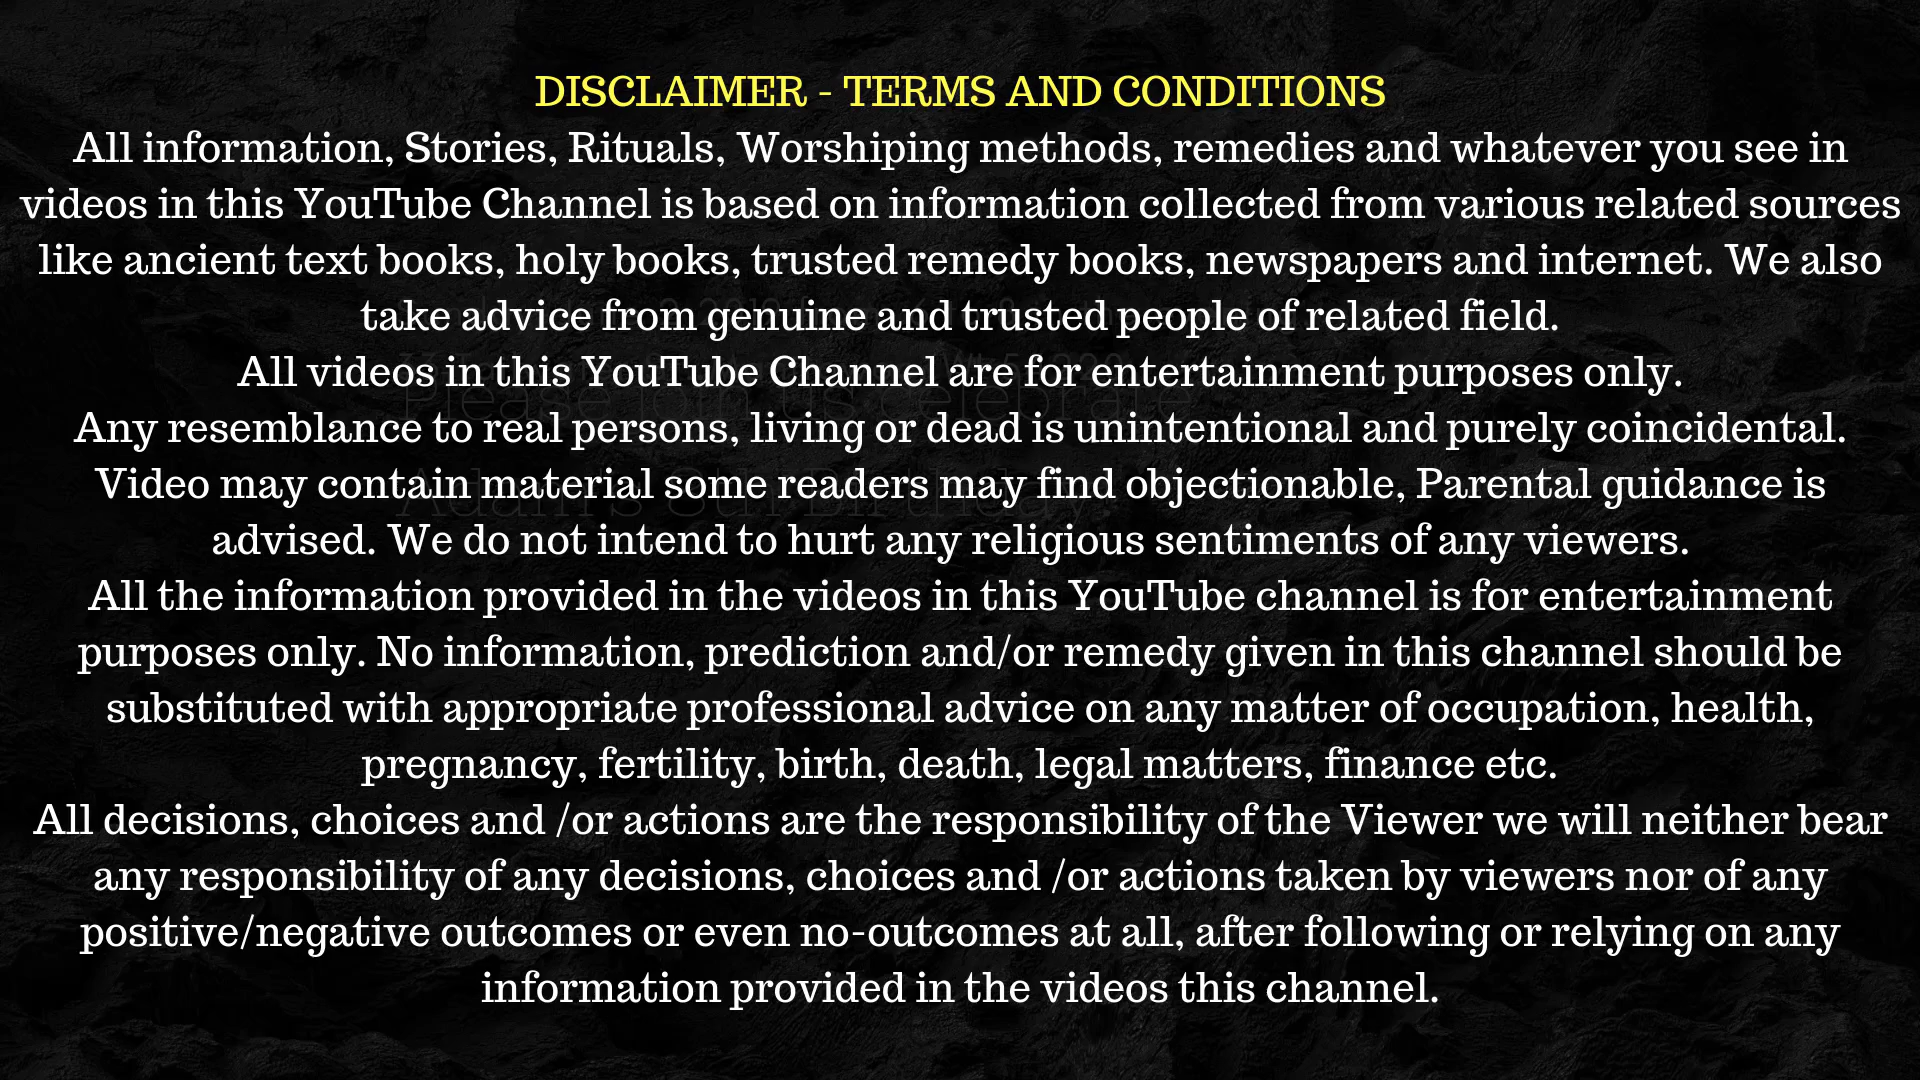 DISCLAIMER - TERMS AND CONDITIONS
All information, Stories, Rituals, Worshiping methods, remedies and whatever you see in
videos in this YouTube Channel is based on information collected from various related sources
like ancient text books, holy books, trusted remedy books, newspapers and internet. We also
take advice from genuine and trusted people of related field.
All videos in this YouTube Channel are for entertainment purposes only.
Please join us celebrate
Any resemblance to real persons, living or dead is unintentional and purely coincidental.
Video may contain material some readers may find objectionable, Parental guidance is
Adam's 8th Birthday
advised. We do not intend to hurt any religious sentiments of any viewers.
All the information provided in the videos in this YouTube channel is for entertainment
purposes only. No information, prediction and/or remedy given in this channel should be
substituted with appropriate professional advice on any matter of occupation, health,
pregnancy, fertility, birth, death, legal matters, finance etc.
All decisions, choices and /or actions are the responsibility of the Viewer we will neither bear
any responsibility of any decisions, choices and /or actions taken by viewers nor of any
positive/negative outcomes or even no-outcomes at all, after following or relying on any
information provided in the videos this channel.